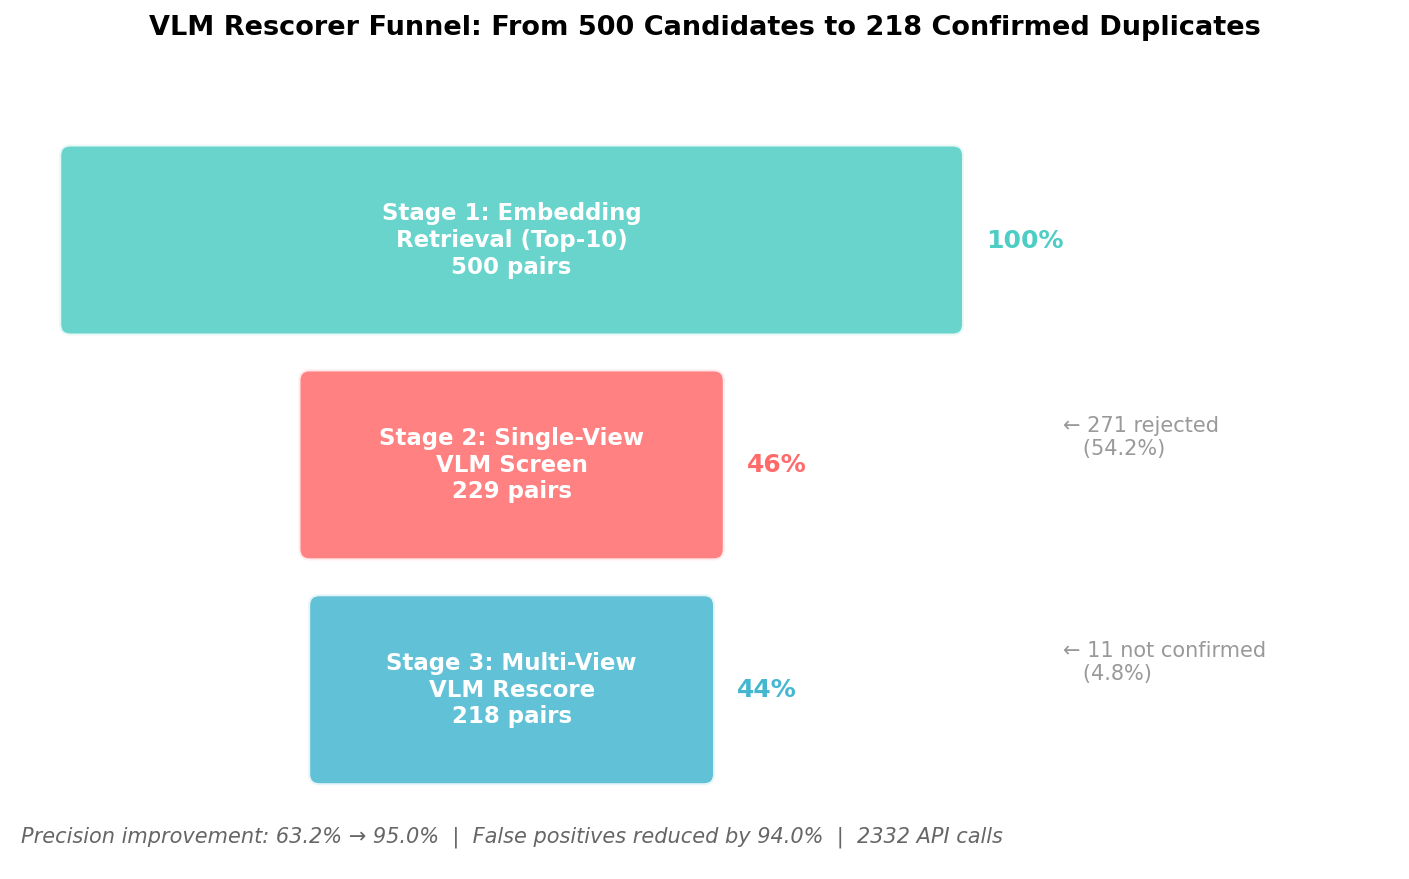 VLM Rescorer Funnel: From 500 Candidates to 218 Confirmed Duplicates
Stage 1: Embedding
Retrieval (Top-10)
500 pairs
100%
Stage 2: Single-View
VLM Screen
229 pairs
46%
← 271 rejected
(54.2%)
Stage 3: Multi-View
VLM Rescore
218 pairs
44%
← 11 not confirmed
(4.8%)
Precision improvement: 63.2% → 95.0%  |  False positives reduced by 94.0%  |  2332 API calls